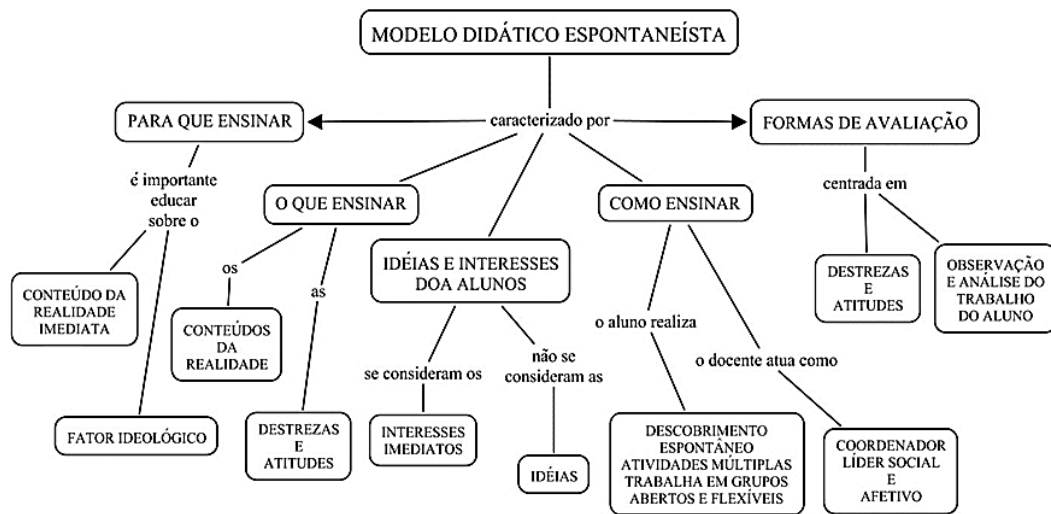 MODELO DIDÁTICO ESPONTANEÍSTA
PARA QUE ENSINAR
caracterizado por
FORMAS DE AVALIAÇÃO
é importante
educar
sobre o
CONTEÚDO DA
REALIDADE
IMEDIATA
FATOR IDEOLÓGICO
O QUE ENSINAR
os
CONTEÚDOS
DA
REALIDADE
as
DESTREZAS
E
ATITUDES
IDÉIAS E INTERESSES
DOA ALUNOS
se consideram os
INTERESSES
IMEDIATOS
não se
consideram as
IDÉIAS
COMO ENSINAR
o aluno realiza
DESCOBRIMENTO
ESPONTÂNEO
ATIVIDADES MÚLTIPLAS
TRABALHA EM GRUPOS
ABERTOS E FLEXÍVEIS
o docente atua como
COORDENADOR
LÍDER SOCIAL
E
AFETIVO
centrada em
DESTREZAS
E
ATITUDES
OBSERVAÇÃO
E ANÁLISE DO
TRABALHO
DO ALUNO